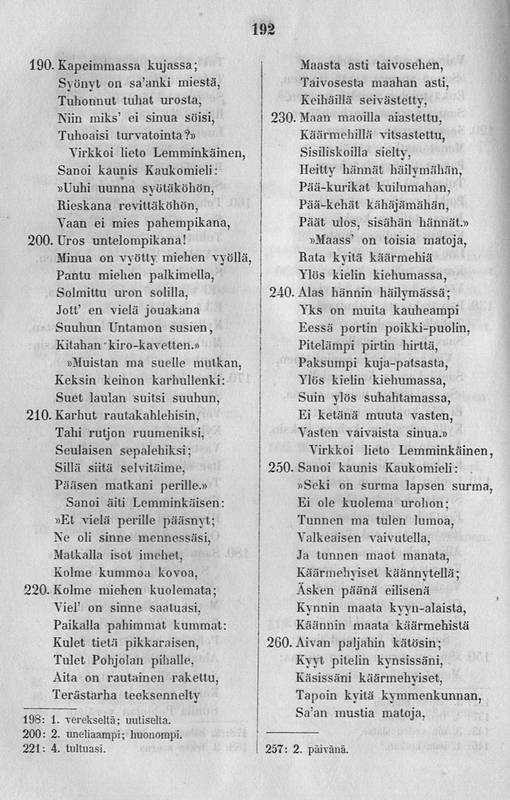 192
190. Kapeimmassa kujassa;
Syönyt on sa'anki miestä,
Tuhonnut tuhat urosta,
Niin miks' ei sinua söisi,
Tuhoaisi turvatointa?»
Virkkoi lieto Lemminkäinen,
Sanoi kaunis Kaukomieli:
»Uuhi uunna syötäköhön,
Rieskana revittäköhön,
Vaan ei mies pahempikana,
200. Uros untelompikana!
Minua on vyötty miehen vyöllä,
Pantu miehen palkimella,
Solmittu uron solilla,
Jott' en vielä jouakana
Suuhun Untamon susien,
Kitahan kiro-kavetten.»
»Muistan ma suelle mutkan,
Keksin keinon karhullenki:
Suet laulan suitsi suuhun,
210. Karhut rautakahlehisin,
Tahi rutjon ruumeniksi,
Seulaisen sepalehiksi;
Sillä siitä selvitäime,
Pääsen matkani perille.»
Sanoi äiti Lemminkäisen:
»Et vielä perille pääsnyt;
Ne oli sinne mennessäsi,
Matkalla isot imehet,
Kolme kummoa kovoa,
220. Kolme miehen kuolemata;
Viel' on sinne saatuasi,
Paikalla pahimmat kummat:
Kulet tietä pikkaraisen,
Tulet Pohjolan pihalle,
Aita on rautainen rakettu,
Terästarha teeksennelty
198: 1. verekseltä; uutiselta.
200: 2. uneliaampi; huonompi.
221: 4. tultuasi.
Maasta asti taivosehen,
Taivosesta maahan asti,
Keihäillä seivästetty,
230. Maan maoilla aiastettu,
Käärmehillä vitsastettu,
Sisiliskoilla sielty,
Heitty hännät häilymähän,
Pää-kurikat kuilumahan,
Pää-kehät kähäjämähän,
Päät ulos, sisähän hännät.»
»Maass' on toisia matoja,
Rata kyitä käärmehiä
Ylös kielin kiehumassa,
240. Alas hännin häilymässä;
Yks on muita kauheampi
Eessä portin poikki-puolin,
Pitelämpi pirtin hirttä,
Paksumpi kuja-patsasta,
Ylös kielin kiehumassa,
Suin ylös suhahtamassa,
Ei ketänä muuta vasten,
Vasten vaivaista sinua.»
Virkkoi lieto Lemminkäinen,
250. Sanoi kaunis Kaukomieli:
»Seki on surma lapsen surma,
Ei ole kuolema urohon;
Tunnen ma tulen lumoa,
Valkeaisen vaivutella,
Ja tunnen maot manata,
Käärmehyiset käännytellä;
Äsken päänä eilisenä
Kynnin maata kyyn-alaista,
Käännin maata käärmehistä
260. Aivan paljahin kätösin;
Kyyt pitelin kynsissäni,
Käsissäni käärmehyiset,
Tapoin kyitä kymmenkunnan,
Sa'an mustia matoja,
257: 2. päivänä.